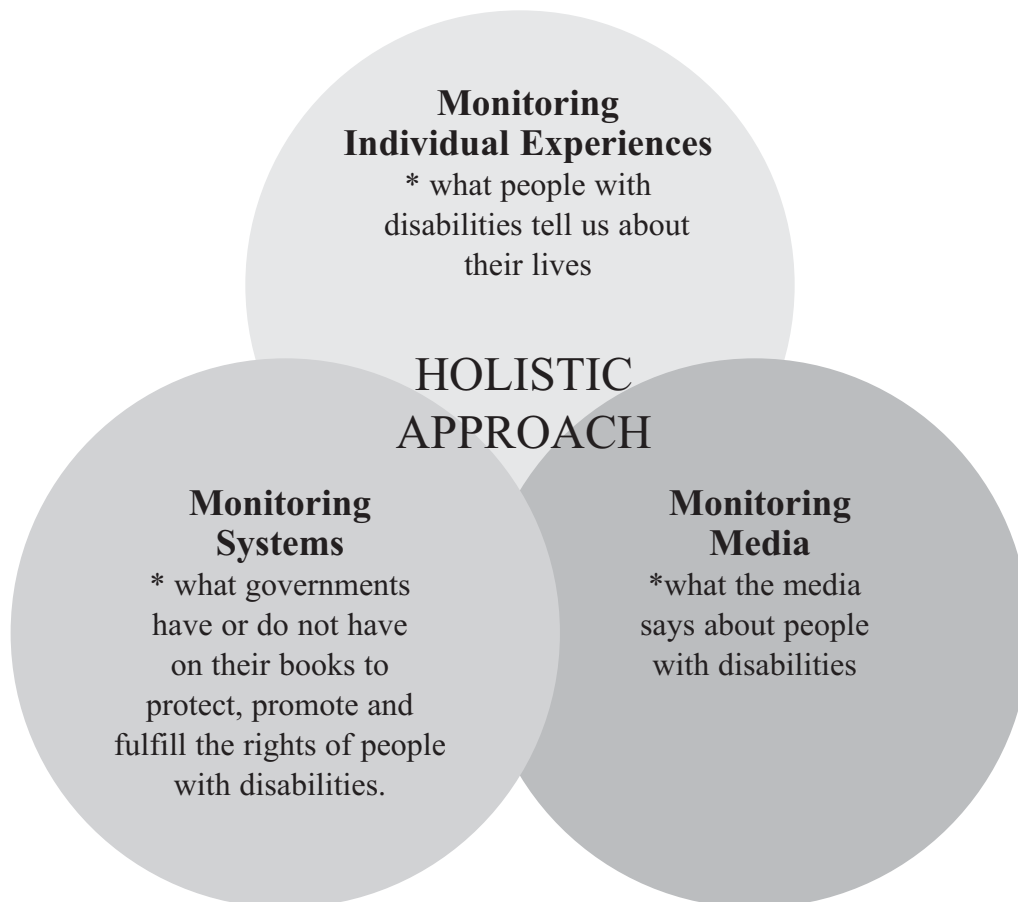 Monitoring
Individual Experiences
* what people with
disabilities tell us about
their lives
HOLISTIC
APPROACH
Monitoring
Systems
* what governments
have or do not have
on their books to
protect, promote and
fulfill the rights of people
with disabilities.
Monitoring
Media
*what the media
says about people
with disabilities